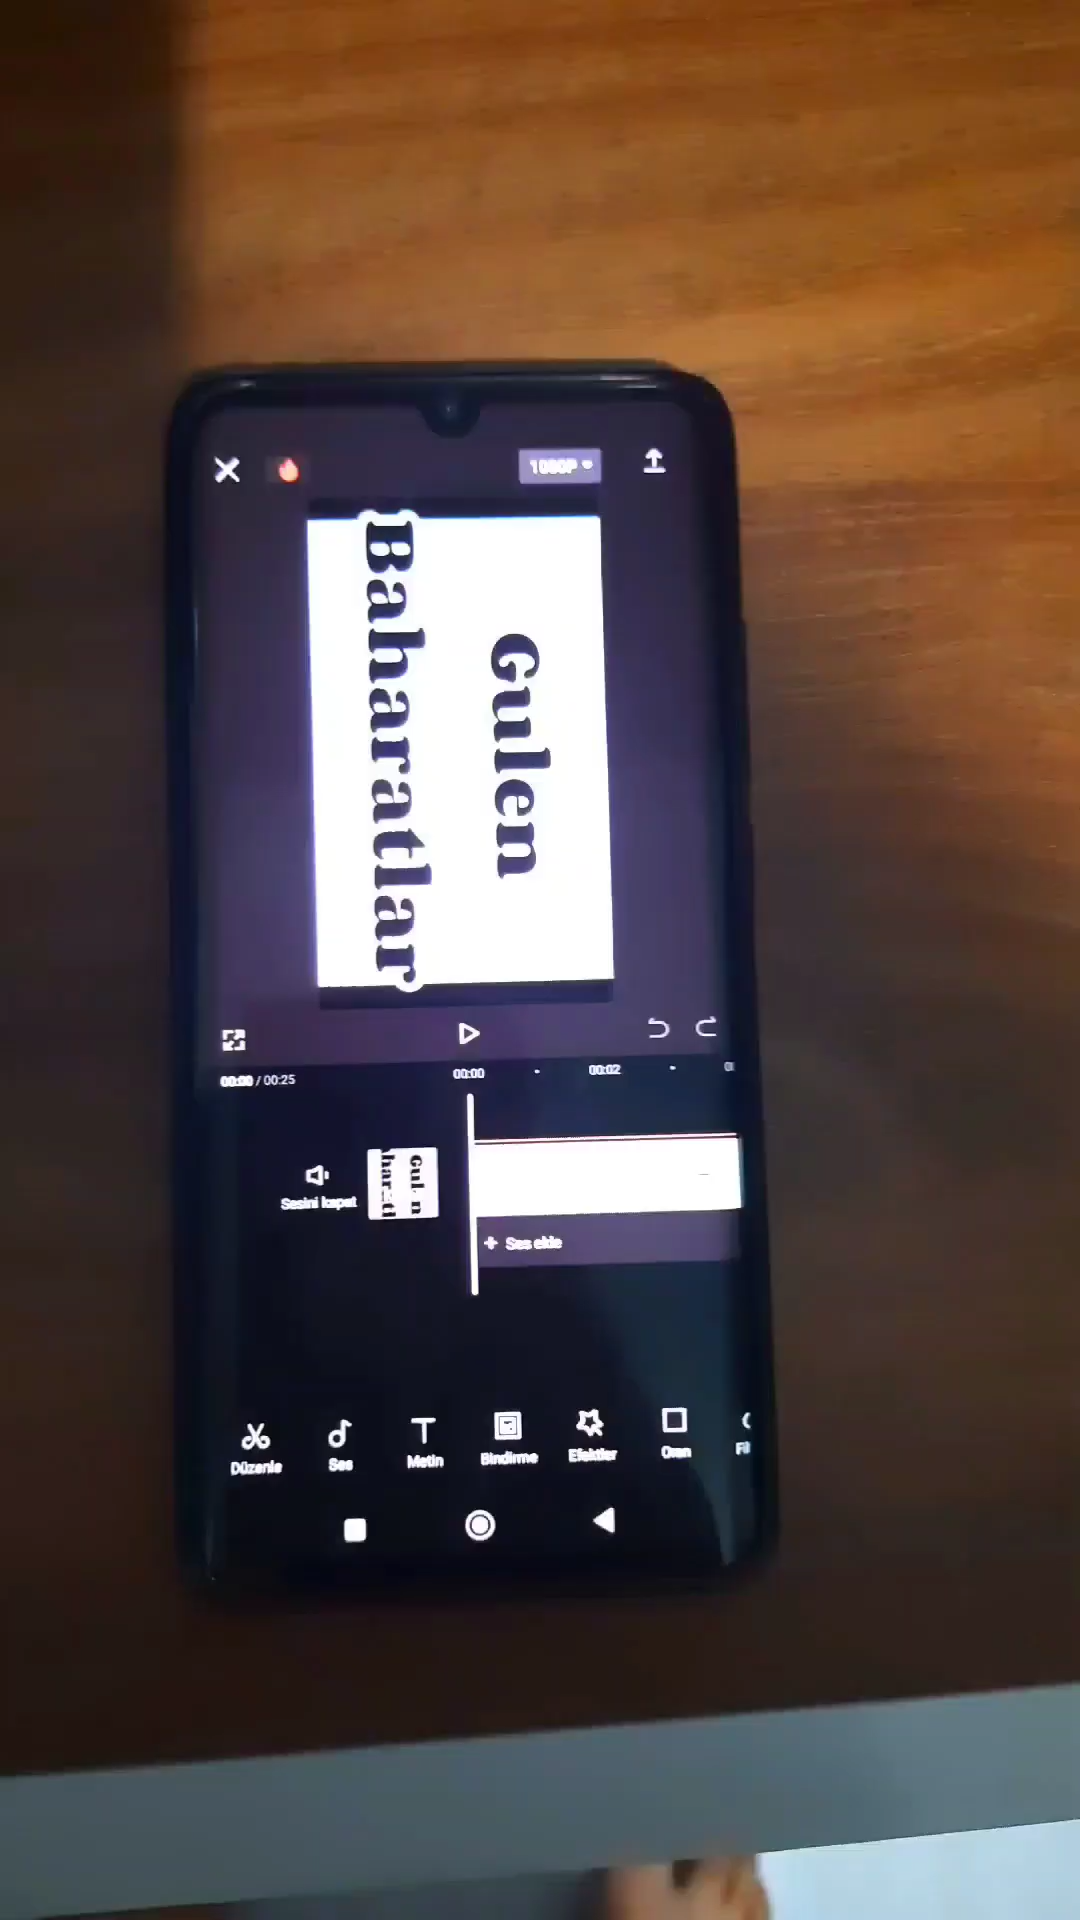 1080P
Gulen
Baharatlar
00:00 / 00:25
00:00
00:02
Sesini kapat
+ Ses ekle
Düzenle
Ses
Metin
Bindirme
Efektler
Oran